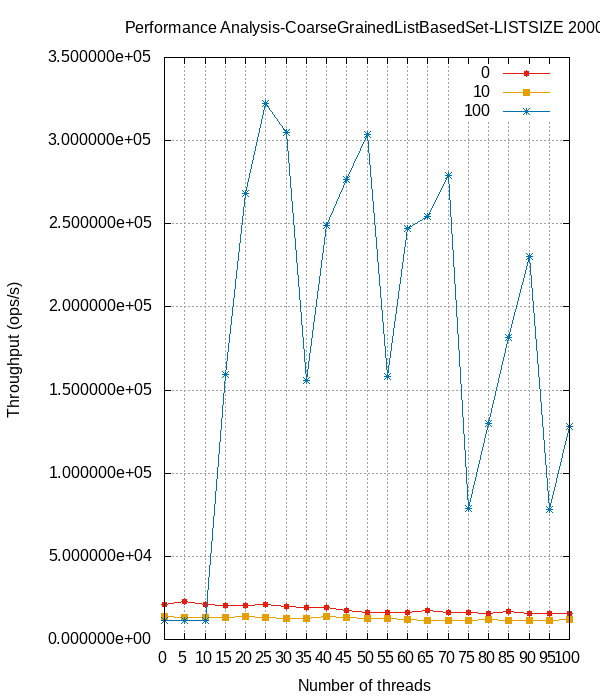 Performance Analysis-CoarseGrainedListBasedSet-LISTSIZE 2000
3.500000e+05
3.000000e+05
2.500000e+05
2.000000e+05
1.500000e+05
1.000000e+05
5.000000e+04
0.000000e+00
Throughput (ops/s)
0
10
100
0 5 10 15 20 25 30 35 40 45 50 55 60 65 70 75 80 85 90 95 100
Number of threads